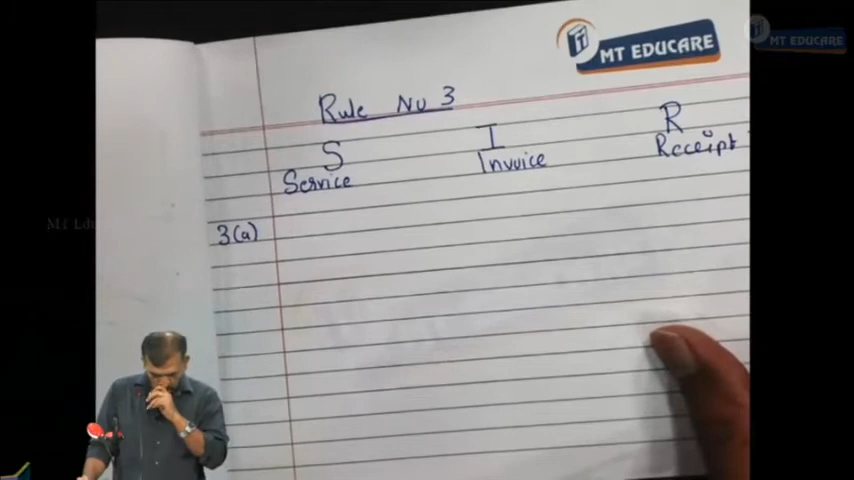 MT EDUCARE
MT EDUCARE
Rule No 3
S I R
Service Invoice Receipt
3(a)